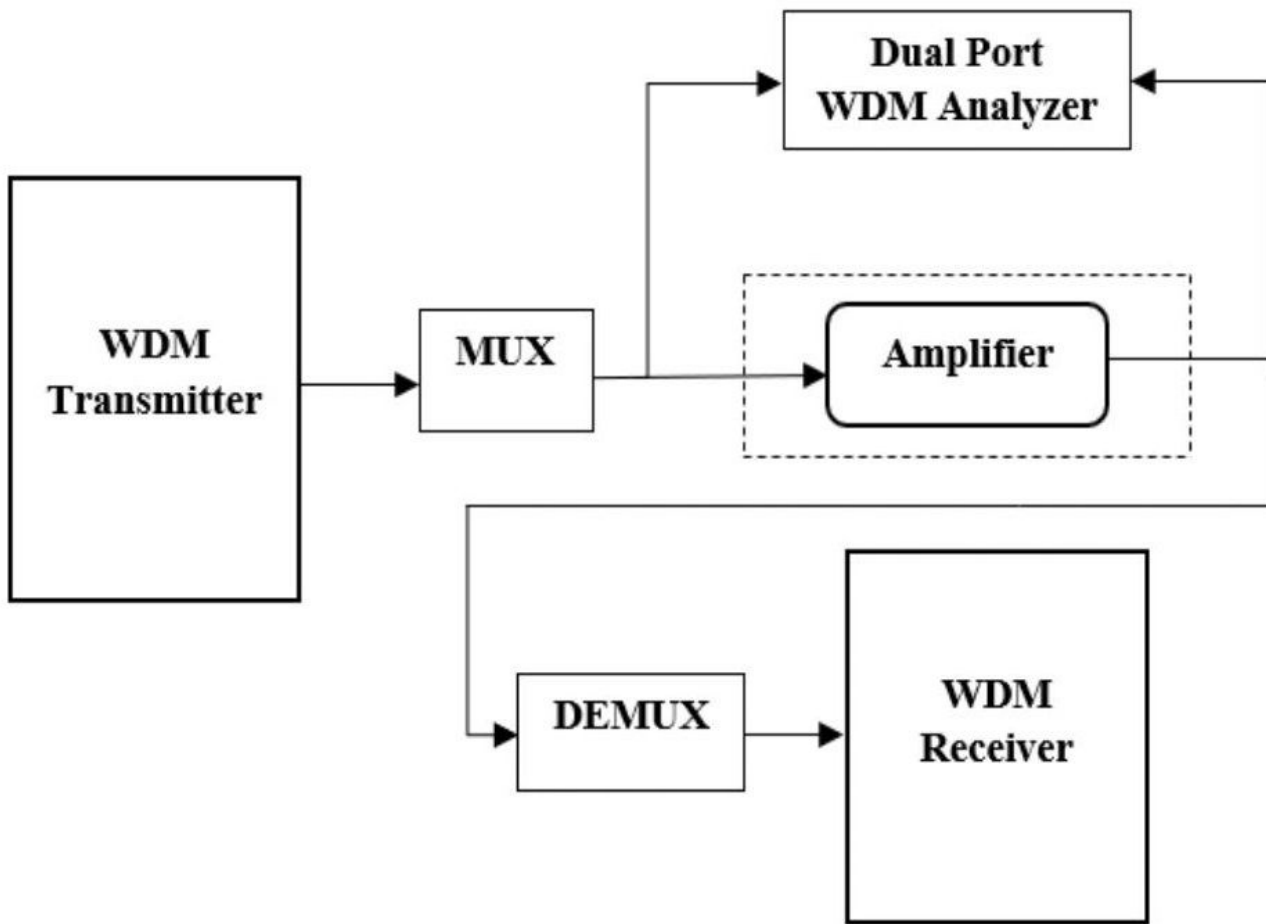 Dual Port
WDM Analyzer
WDM
Transmitter
MUX
Amplifier
DEMUX
WDM
Receiver